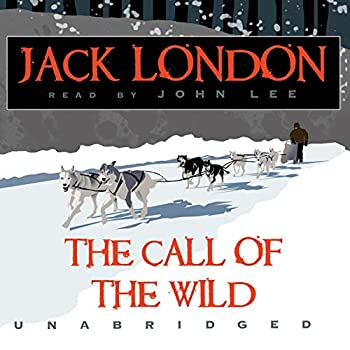 JACK LONDON
READ BY JOHN LEE
THE CALL OF
THE WILD
UNABRIDGED